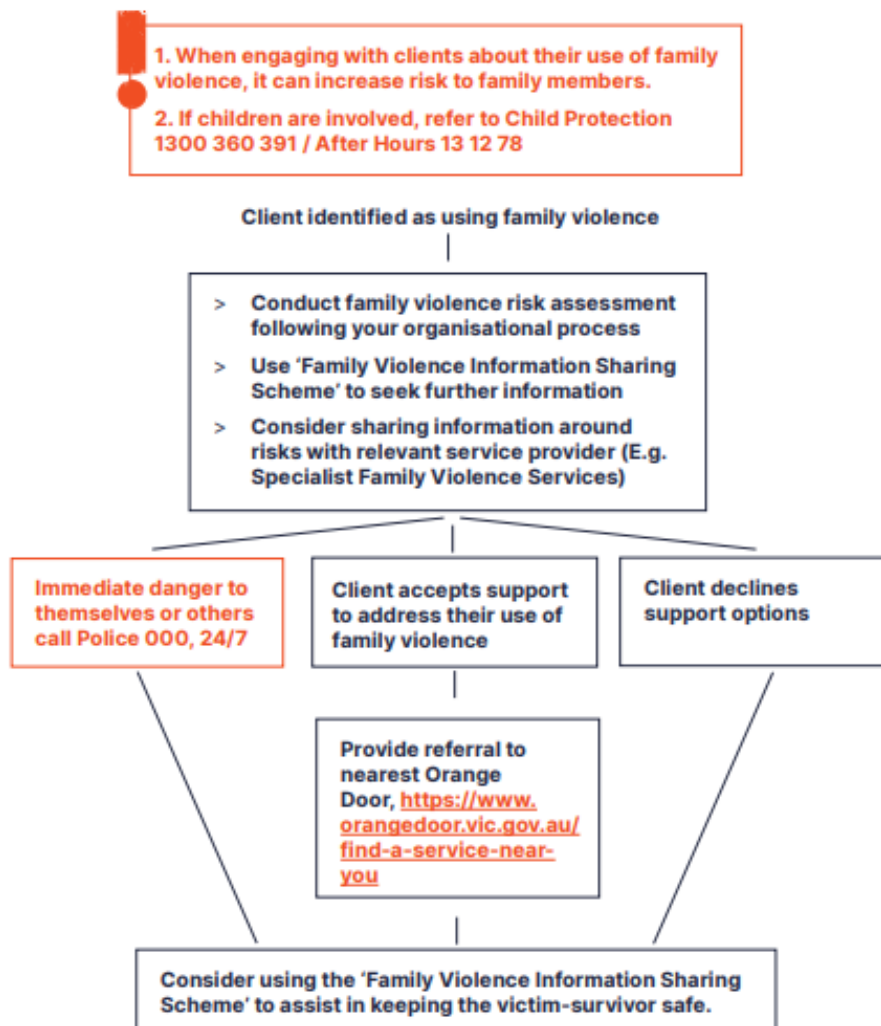 1. When engaging with clients about their use of family
violence, it can increase risk to family members.
2. If children are involved, refer to Child Protection
1300 360 391 / After Hours 13 12 78
Client identified as using family violence
> Conduct family violence risk assessment
following your organisational process
> Use ‘Family Violence Information Sharing
Scheme’ to seek further information
> Consider sharing information around
risks with relevant service provider (E.g.
Specialist Family Violence Services)
Immediate danger to
themselves or others
call Police 000, 24/7
Client accepts support
to address their use of
family violence
Client declines
support options
Provide referral to
nearest Orange
Door, https://www.
orangedoor.vic.gov.au/
find-a-service-near-
you
Consider using the ‘Family Violence Information Sharing
Scheme’ to assist in keeping the victim-survivor safe.